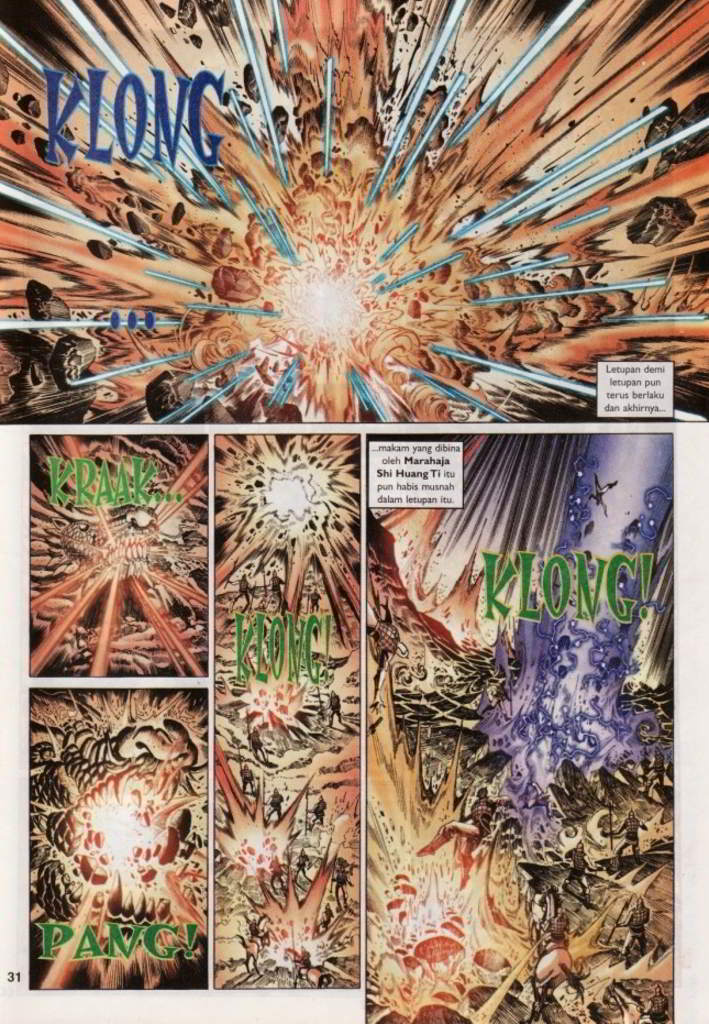 KLONG
...
Letupan demi
letupan pun
terus berlaku
dan akhirnya...
KRAAK...
PANG!
KLONG!
...makam yang dibina
oleh Marahaja
Shi Huang Ti itu
pun habis musnah
dalam letupan itu.
KLONG!
31